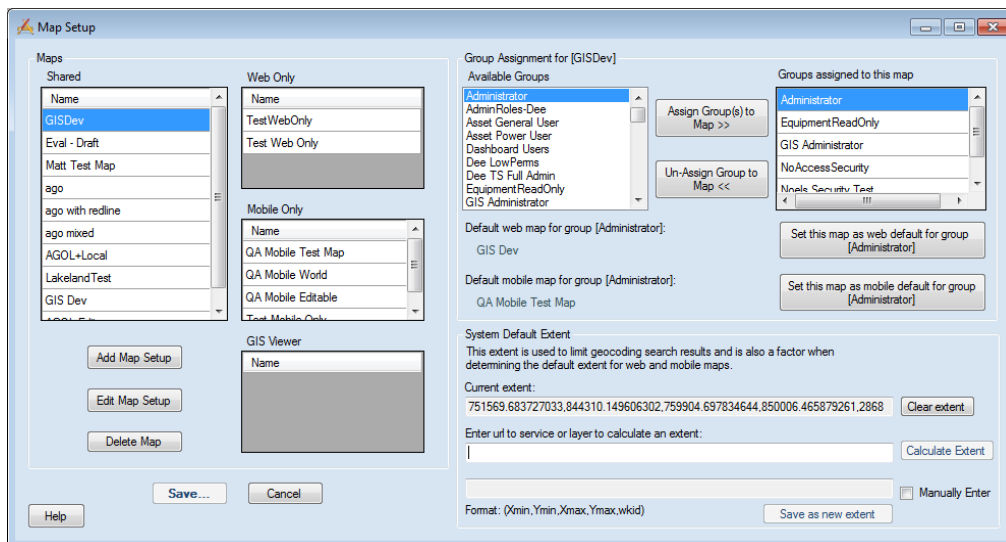 Map Setup
Maps
Shared
Name
GISDev
Eval - Draft
Matt Test Map
ago
ago with redline
ago mixed
AGOL+Local
LakelandTest
GIS Dev
Web Only
Name
TestWebOnly
Test Web Only
Mobile Only
Name
QA Mobile Test Map
QA Mobile World
QA Mobile Editable
Test Mobile Only
GIS Viewer
Name
Add Map Setup
Edit Map Setup
Delete Map
Save...
Cancel
Help
Group Assignment for [GISDev]
Available Groups
Administrator
AdminRoles-Dee
Asset General User
Asset Power User
Dashboard Users
Dee LowPerms
Dee TS Full Admin
EquipmentReadOnly
GIS Administrator
Assign Group(s) to
Map >>
Un-Assign Group to
Map <<
Groups assigned to this map
Administrator
EquipmentReadOnly
GIS Administrator
NoAccessSecurity
Noels Security Test
Default web map for group [Administrator]:
GIS Dev
Set this map as web default for group
[Administrator]
Default mobile map for group [Administrator]:
QA Mobile Test Map
Set this map as mobile default for group
[Administrator]
System Default Extent
This extent is used to limit geocoding search results and is also a factor when
determining the default extent for web and mobile maps.
Current extent:
751569.683727033,844310.149606302,759904.697834644,850006.465879261,2868
Clear extent
Enter url to service or layer to calculate an extent:
Calculate Extent
Manually Enter
Format: (Xmin,Ymin,Xmax,Ymax,wkid)
Save as new extent